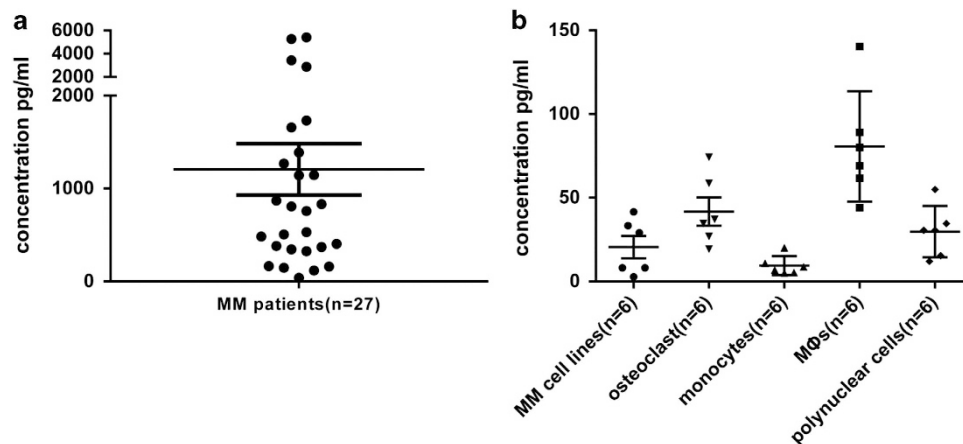 a
concentration pg/ml
6000
4000
2000
2000
1000
0
MM patients(n=27)
b
concentration pg/ml
150
100
50
0
MM cell lines(n=6)
osteoclast(n=6)
monocytes(n=6)
MΦs(n=6)
polynuclear cells(n=6)